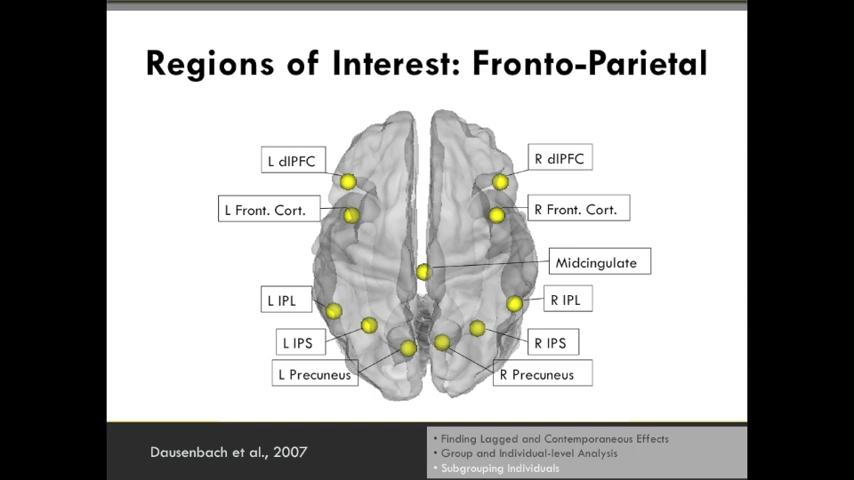 Regions of Interest: Fronto-Parietal
L dlPFC
R dlPFC
L Front. Cort.
R Front. Cort.
Midcingulate
L IPL
R IPL
L IPS
R IPS
L Precuneus
R Precuneus
Dausenbach et al., 2007
• Finding Lagged and Contemporaneous Effects
• Group and Individual-level Analysis
• Subgrouping Individuals